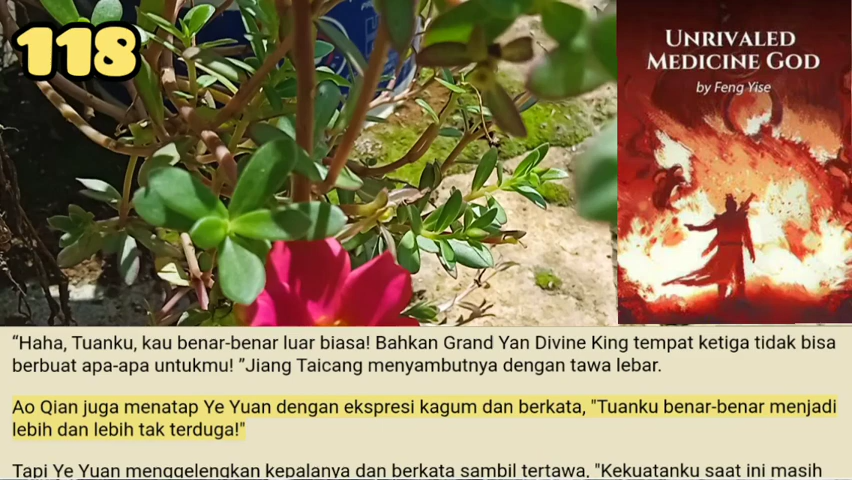 118
UNRIVALED
MEDICINE GOD
by Feng Yise
“Haha, Tuanku, kau benar-benar luar biasa! Bahkan Grand Yan Divine King tempat ketiga tidak bisa
berbuat apa-apa untukmu! ”Jiang Taicang menyambutnya dengan tawa lebar.
Ao Qian juga menatap Ye Yuan dengan ekspresi kagum dan berkata, "Tuanku benar-benar menjadi
lebih dan lebih tak terduga!"
Tapi Ye Yuan menggelengkan kepalanya dan berkata sambil tertawa, "Kekuatanku saat ini masih